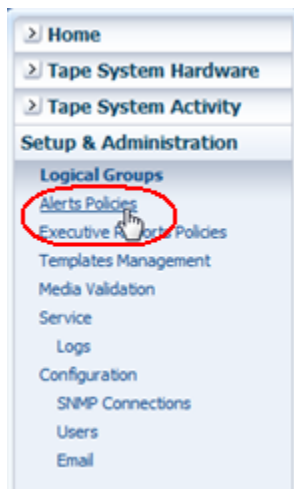 Home
Tape System Hardware
Tape System Activity
Setup & Administration
Logical Groups
Alerts Policies
Executive Reports Policies
Templates Management
Media Validation
Service
Logs
Configuration
SNMP Connections
Users
Email